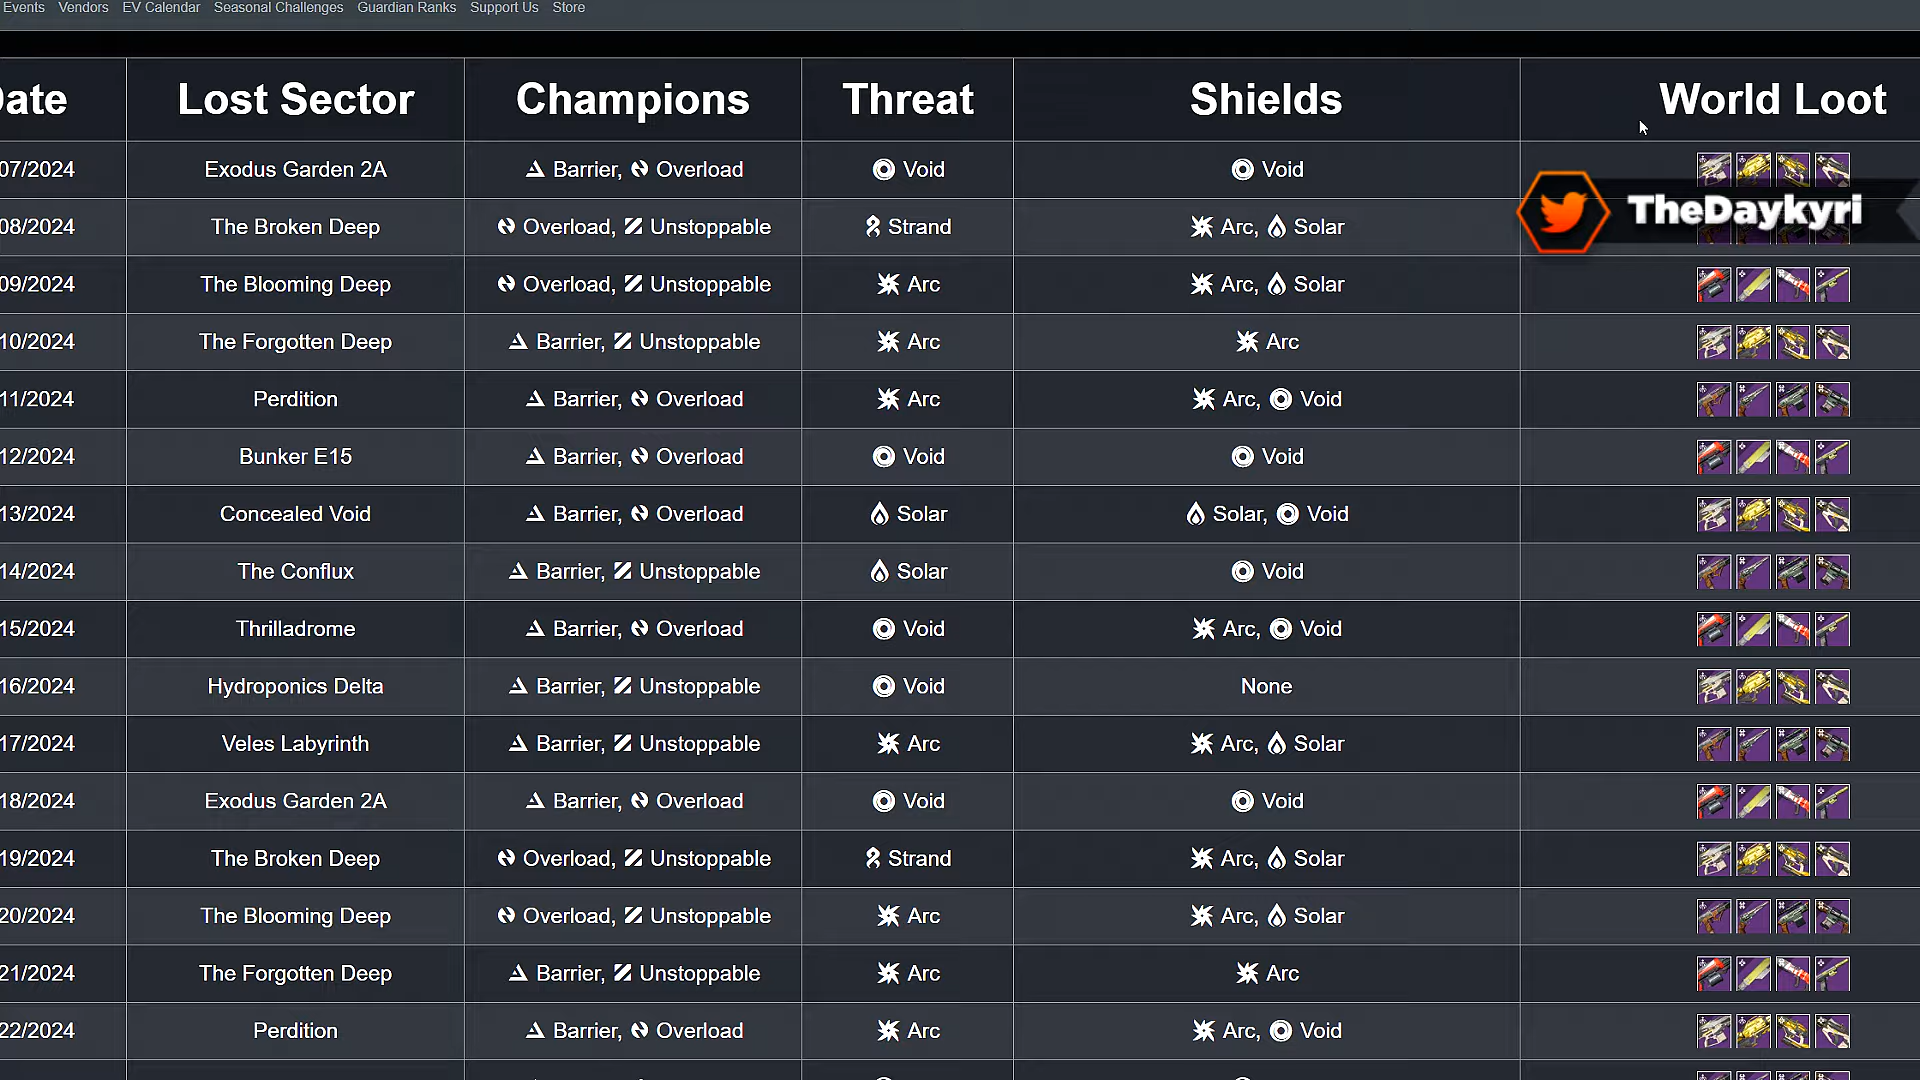 Events Vendors EV Calendar Seasonal Challenges Guardian Ranks Support Us Store
Date Lost Sector Champions Threat Shields World Loot
07/2024 Exodus Garden 2A Barrier, Overload Void Void
TheDaykyri
08/2024 The Broken Deep Overload, Unstoppable Strand Arc, Solar
09/2024 The Blooming Deep Overload, Unstoppable Arc Arc, Solar
10/2024 The Forgotten Deep Barrier, Unstoppable Arc Arc
11/2024 Perdition Barrier, Overload Arc Arc, Void
12/2024 Bunker E15 Barrier, Overload Void Void
13/2024 Concealed Void Barrier, Overload Solar Solar, Void
14/2024 The Conflux Barrier, Unstoppable Solar Void
15/2024 Thrilladrome Barrier, Overload Void Arc, Void
16/2024 Hydroponics Delta Barrier, Unstoppable Void None
17/2024 Veles Labyrinth Barrier, Unstoppable Arc Arc, Solar
18/2024 Exodus Garden 2A Barrier, Overload Void Void
19/2024 The Broken Deep Overload, Unstoppable Strand Arc, Solar
20/2024 The Blooming Deep Overload, Unstoppable Arc Arc, Solar
21/2024 The Forgotten Deep Barrier, Unstoppable Arc Arc
22/2024 Perdition Barrier, Overload Arc Arc, Void